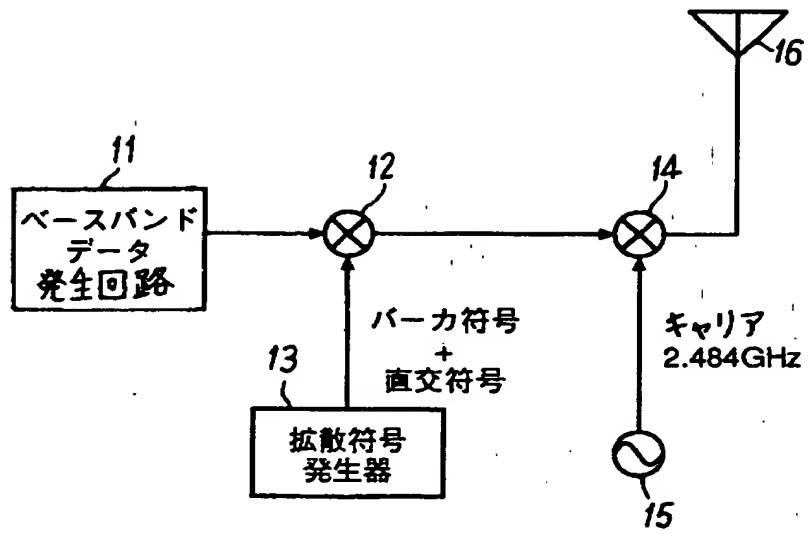 16
11
12
14
ベースバンド
データ
発生回路
バーカ符号
+
直交符号
キャリア
2.484GHz
13
拡散符号
発生器
15